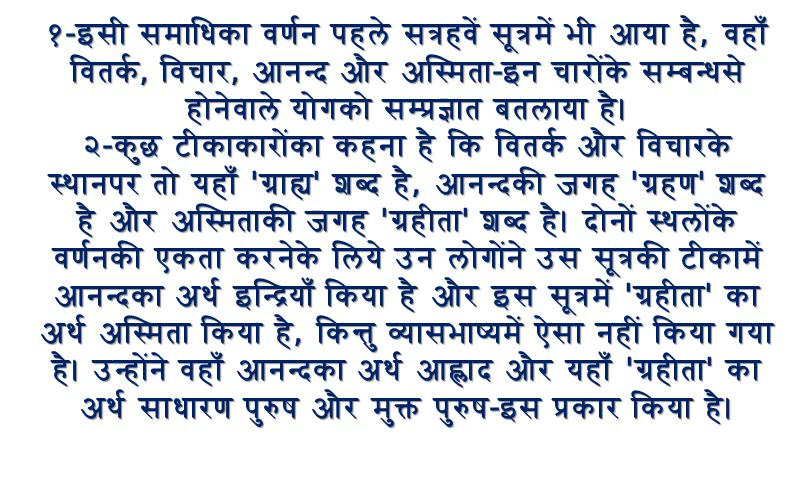 १-इसी समाधिका वर्णन पहले सत्रहवें सूत्रमें भी आया है, वहाँ
वितर्क, विचार, आनन्द और अस्मिता-इन चारोंके सम्बन्धसे
होनेवाले योगको सम्प्रज्ञात बतलाया है।
२-कुछ टीकाकारोंका कहना है कि वितर्क और विचारके
स्थानपर तो यहाँ 'ग्राह्य' शब्द है, आनन्दकी जगह 'ग्रहण' शब्द
है और अस्मिताकी जगह 'ग्रहीता' शब्द है। दोनों स्थलोंके
वर्णनकी एकता करनेके लिये उन लोगोंने उस सूत्रकी टीकामें
आनन्दका अर्थ इन्द्रियाँ किया है और इस सूत्रमें 'ग्रहीता' का
अर्थ अस्मिता किया है, किन्तु व्यासभाष्यमें ऐसा नहीं किया गया
है। उन्होंने वहाँ आनन्दका अर्थ आह्लाद और यहाँ 'ग्रहीता' का
अर्थ साधारण पुरुष और मुक्त पुरुष-इस प्रकार किया है।